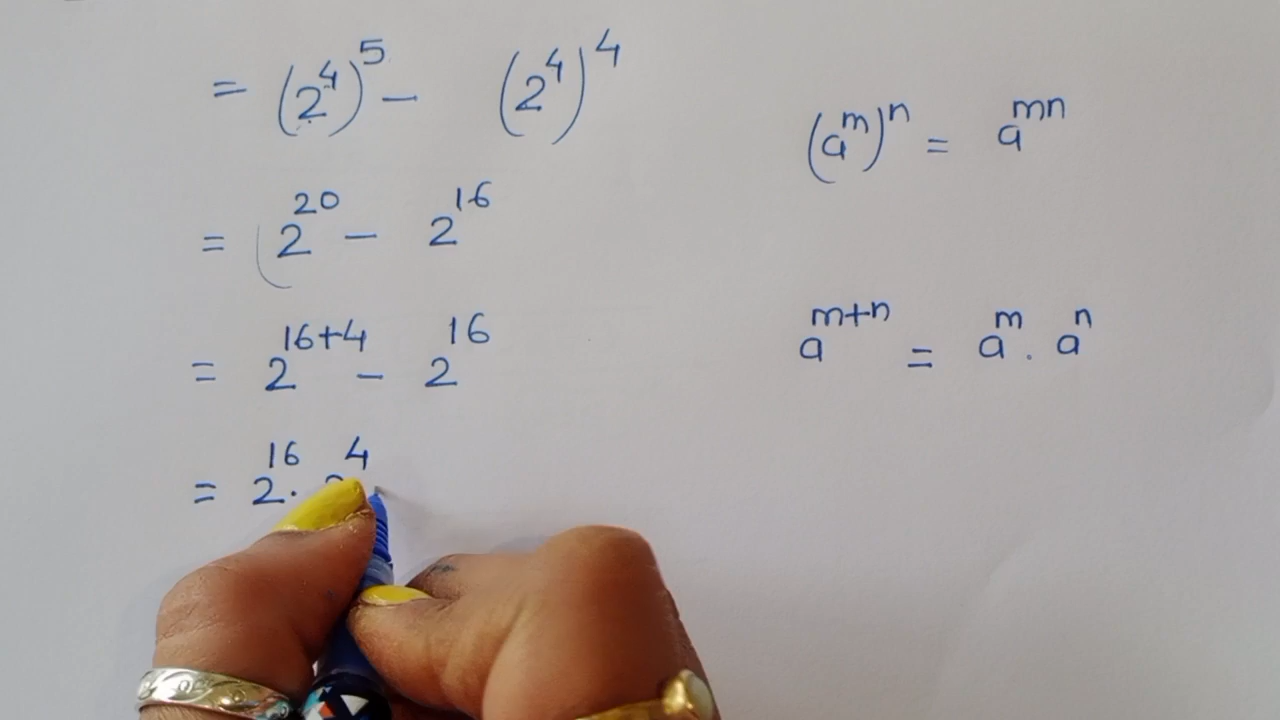 = (2^4)^5 - (2^4)^4
(a^m)^n = a^mn
= (2^20 - 2^16
= 2^16+4 - 2^16
a^m+n = a^m . a^n
= 2^16 . 2^4